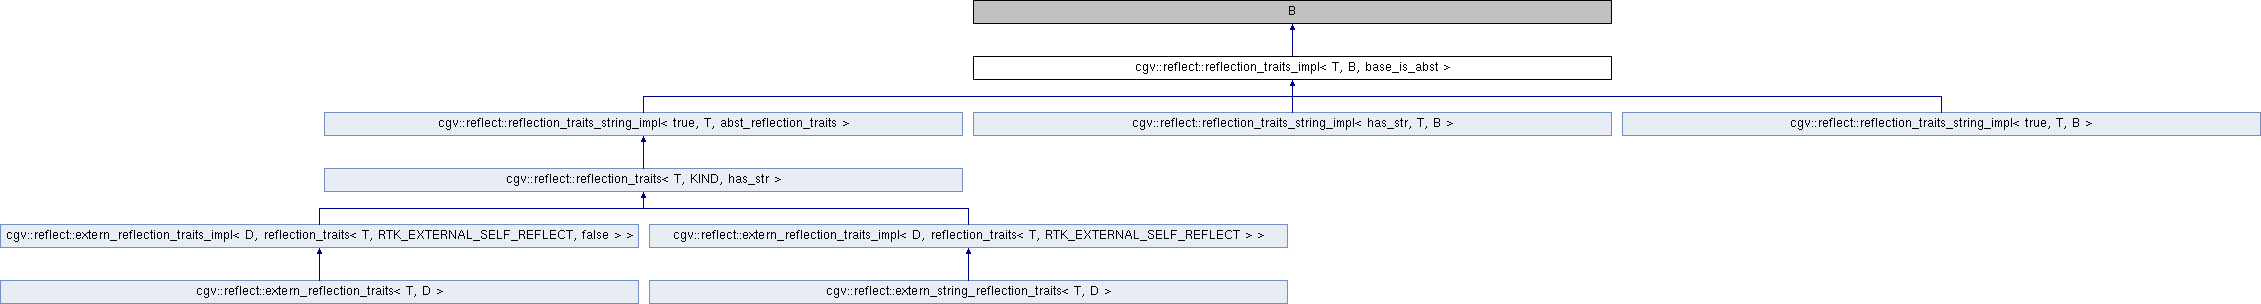 B
cgv::reflect::reflection_traits_impl< T, B, base_is_abst >
cgv::reflect::reflection_traits_string_impl< true, T, abst_reflection_traits >
cgv::reflect::reflection_traits_string_impl< has_str, T, B >
cgv::reflect::reflection_traits_string_impl< true, T, B >
cgv::reflect::reflection_traits< T, KIND, has_str >
cgv::reflect::extern_reflection_traits_impl< D, reflection_traits< T, RTK_EXTERNAL_SELF_REFLECT, false > >
cgv::reflect::extern_reflection_traits_impl< D, reflection_traits< T, RTK_EXTERNAL_SELF_REFLECT > >
cgv::reflect::extern_reflection_traits< T, D >
cgv::reflect::extern_string_reflection_traits< T, D >